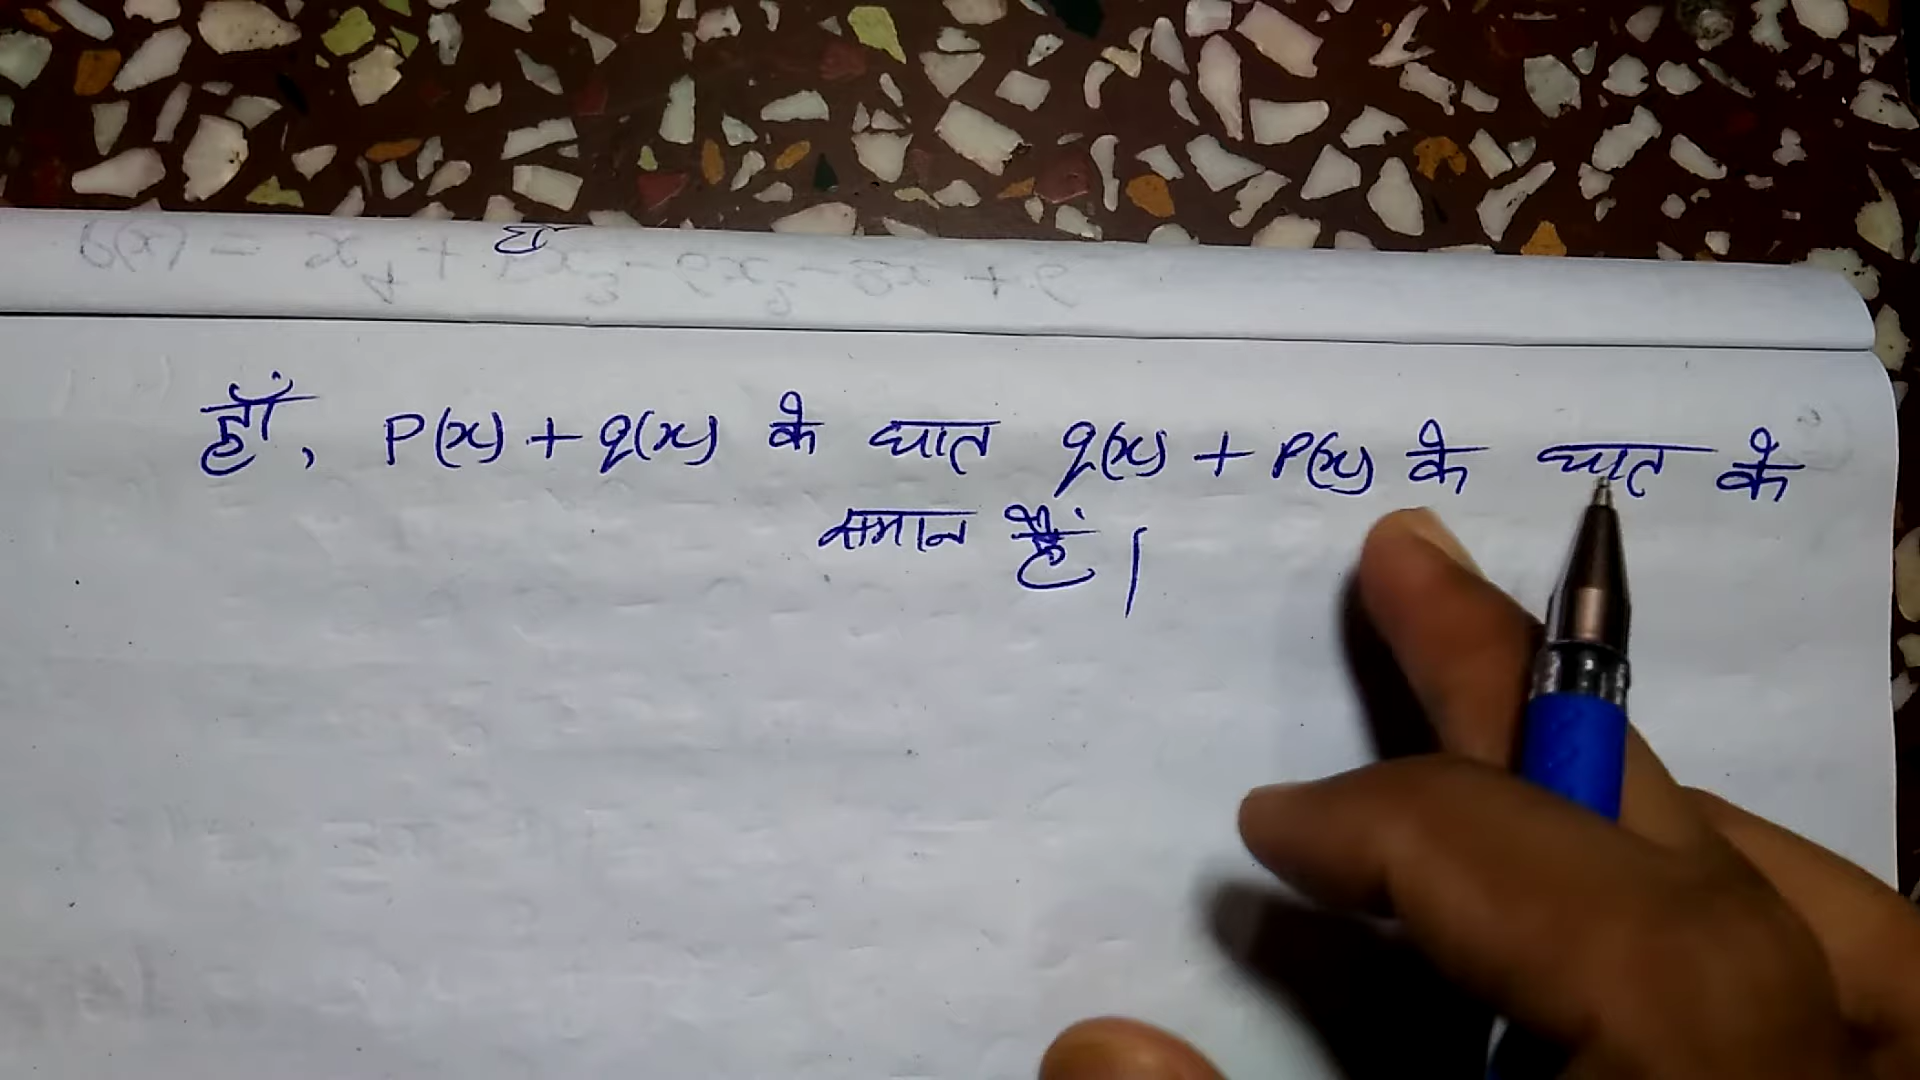 हाँ, P(x) + q(x) के घात q(x) + P(x) के घात के
समान हैं।